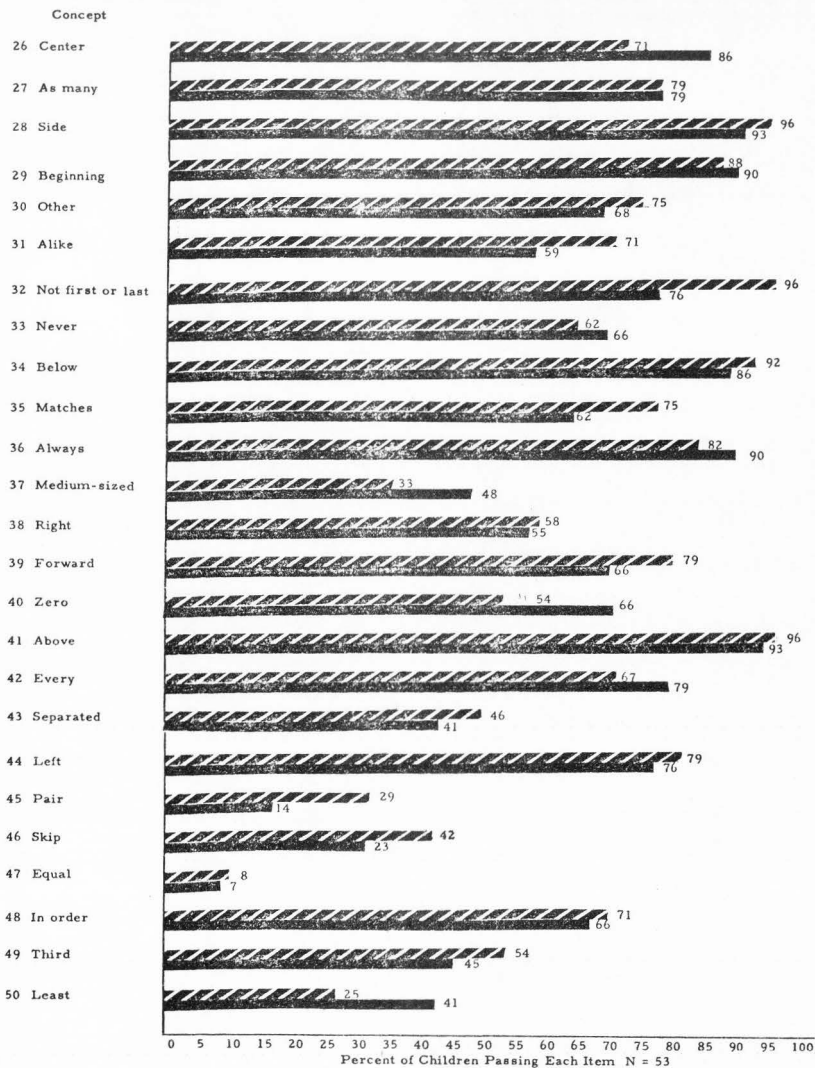 Concept
26 Center 71
86
27 As many 79
79
28 Side 96
93
29 Beginning 88
90
30 Other 75
68
31 Alike 71
59
32 Not first or last 96
76
33 Never 62
66
34 Below 92
86
35 Matches 75
62
36 Always 82
90
37 Medium-sized 33
48
38 Right 58
55
39 Forward 79
66
40 Zero 54
66
41 Above 96
93
42 Every 67
79
43 Separated 46
41
44 Left 79
76
45 Pair 29
14
46 Skip 42
23
47 Equal 8
7
48 In order 71
66
49 Third 54
45
50 Least 25
41
0 5 10 15 20 25 30 35 40 45 50 55 60 65 70 75 80 85 90 95 100
Percent of Children Passing Each Item N = 53